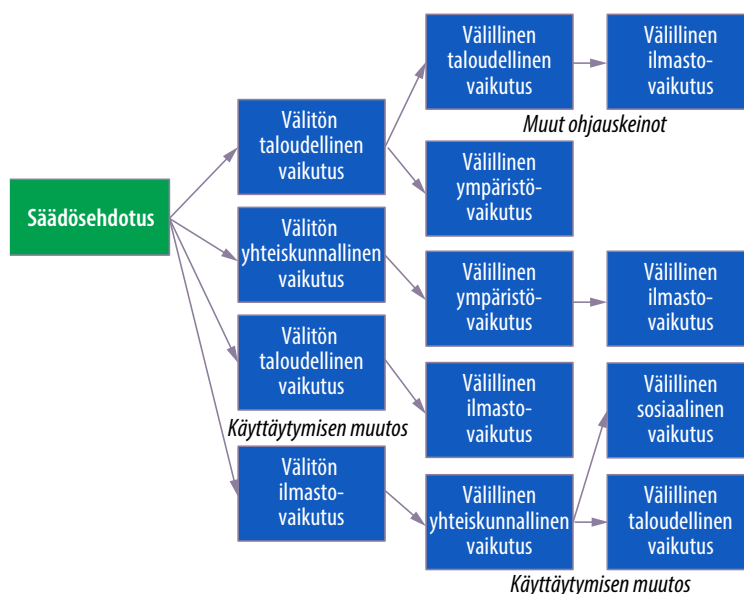 Säädösehdotus
Välitön
taloudellinen
vaikutus
Välitön
yhteiskunnallinen
vaikutus
Välitön
taloudellinen
vaikutus
Käyttäytymisen muutos
Välitön
ilmasto-
vaikutus
Välillinen
taloudellinen
vaikutus
Välillinen
ilmasto-
vaikutus
Muut ohjauskeinot
Välillinen
ympäristö-
vaikutus
Välillinen
ympäristö-
vaikutus
Välillinen
ilmasto-
vaikutus
Välillinen
ilmasto-
vaikutus
Välillinen
sosiaalinen
vaikutus
Välillinen
yhteiskunnallinen
vaikutus
Välillinen
taloudellinen
vaikutus
Käyttäytymisen muutos